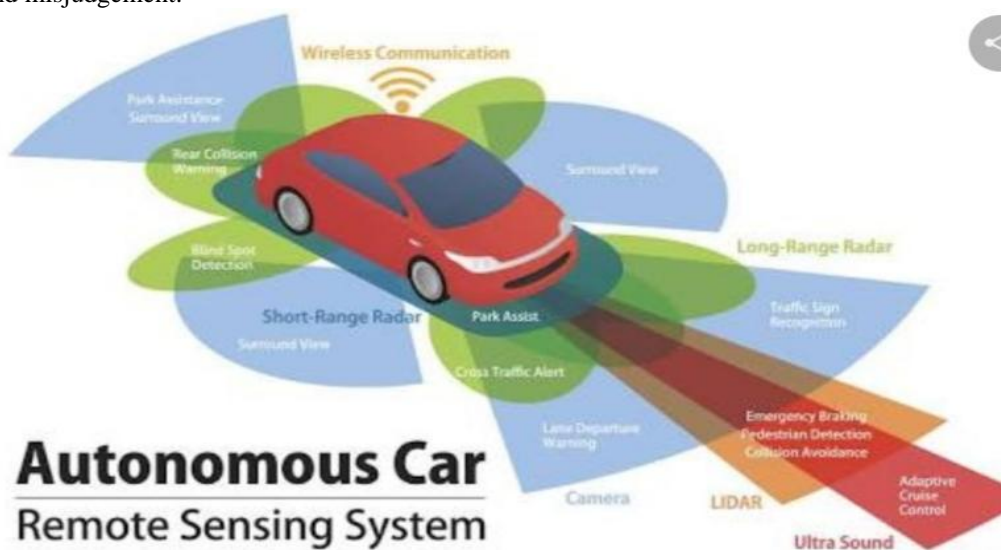 nd misjudgement.
Wireless Communication
Park Assistance
Surround View
Rear Collision
Warning
Surround View
Blind Spot
Detection
Long-Range Radar
Short-Range Radar
Park Assist
Traffic Sign
Recognition
Surround View
Cross Traffic Alert
Lane Departure
Warning
Emergency Braking
Pedestrian Detection
Collision Avoidance
Adaptive
Cruise
Control
Camera
LIDAR
Ultra Sound
Autonomous Car
Remote Sensing System